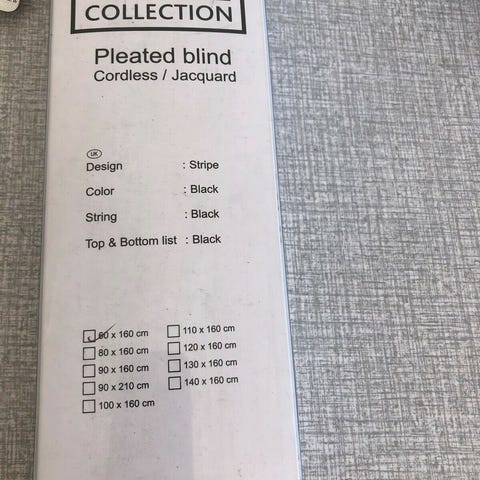 COLLECTION
Pleated blind
Cordless / Jacquard
UK
Design : Stripe
Color : Black
String : Black
Top & Bottom list : Black
60 x 160 cm
80 x 160 cm
90 x 160 cm
90 x 210 cm
100 x 160 cm
110 x 160 cm
120 x 160 cm
130 x 160 cm
140 x 160 cm